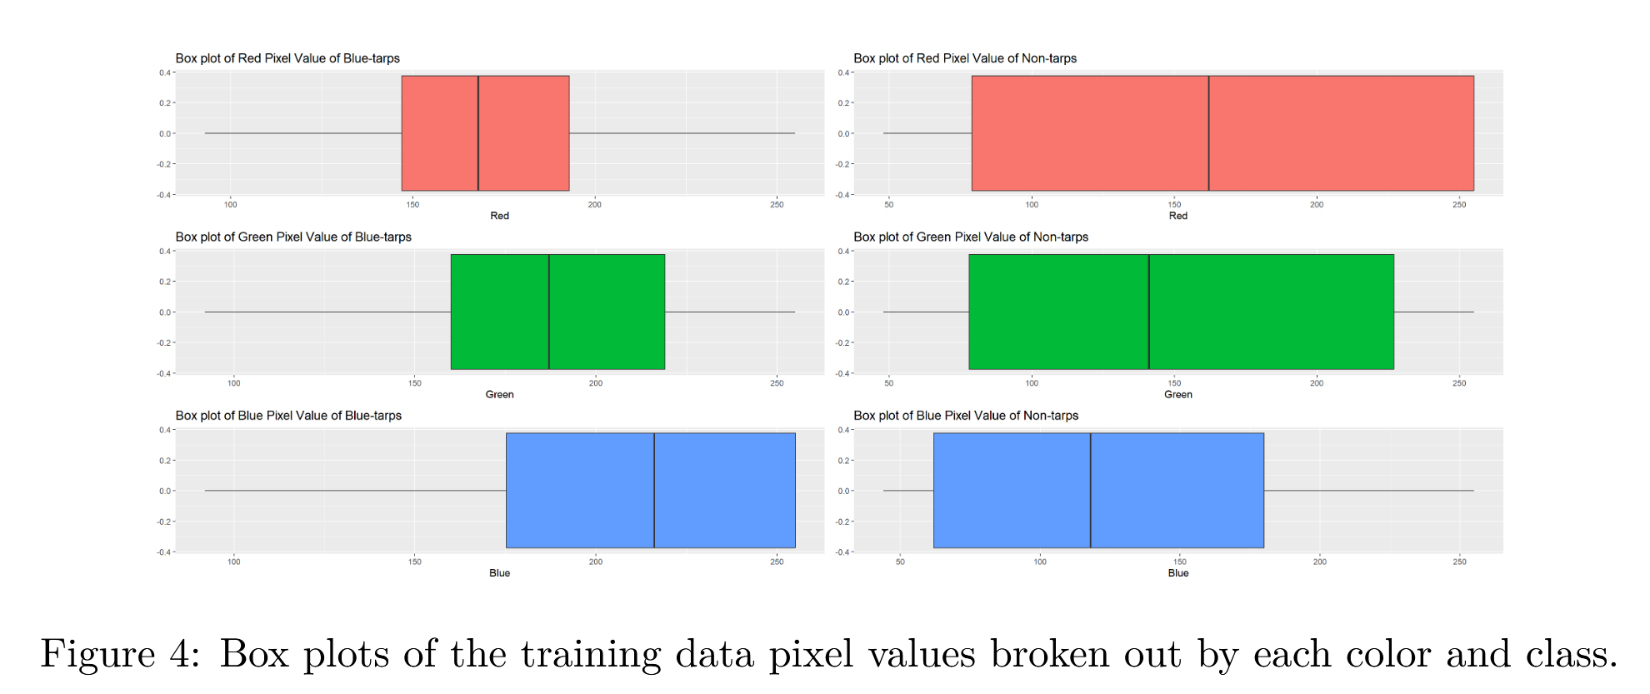 Box plot of Red Pixel Value of Blue-tarps
0.4
0.2
0.0
-0.2
-0.4
100 150 200 250
Red
Box plot of Red Pixel Value of Non-tarps
0.4
0.2
0.0
-0.2
-0.4
50 100 150 200 250
Red
Box plot of Green Pixel Value of Blue-tarps
0.4
0.2
0.0
-0.2
-0.4
100 150 200 250
Green
Box plot of Green Pixel Value of Non-tarps
0.4
0.2
0.0
-0.2
-0.4
50 100 150 200 250
Green
Box plot of Blue Pixel Value of Blue-tarps
0.4
0.2
0.0
-0.2
-0.4
100 150 200 250
Blue
Box plot of Blue Pixel Value of Non-tarps
0.4
0.2
0.0
-0.2
-0.4
50 100 150 200 250
Blue
Figure 4: Box plots of the training data pixel values broken out by each color and class.